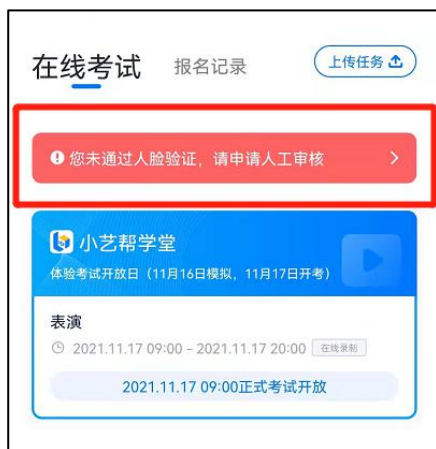 在线考试
报名记录
上传任务
您未通过人脸验证，请申请人工审核
小艺帮学堂
体验考试开放日（11月16日模拟，11月17日开考）
表演
2021.11.17 09:00 - 2021.11.17 20:00
在线录制
2021.11.17 09:00正式考试开放